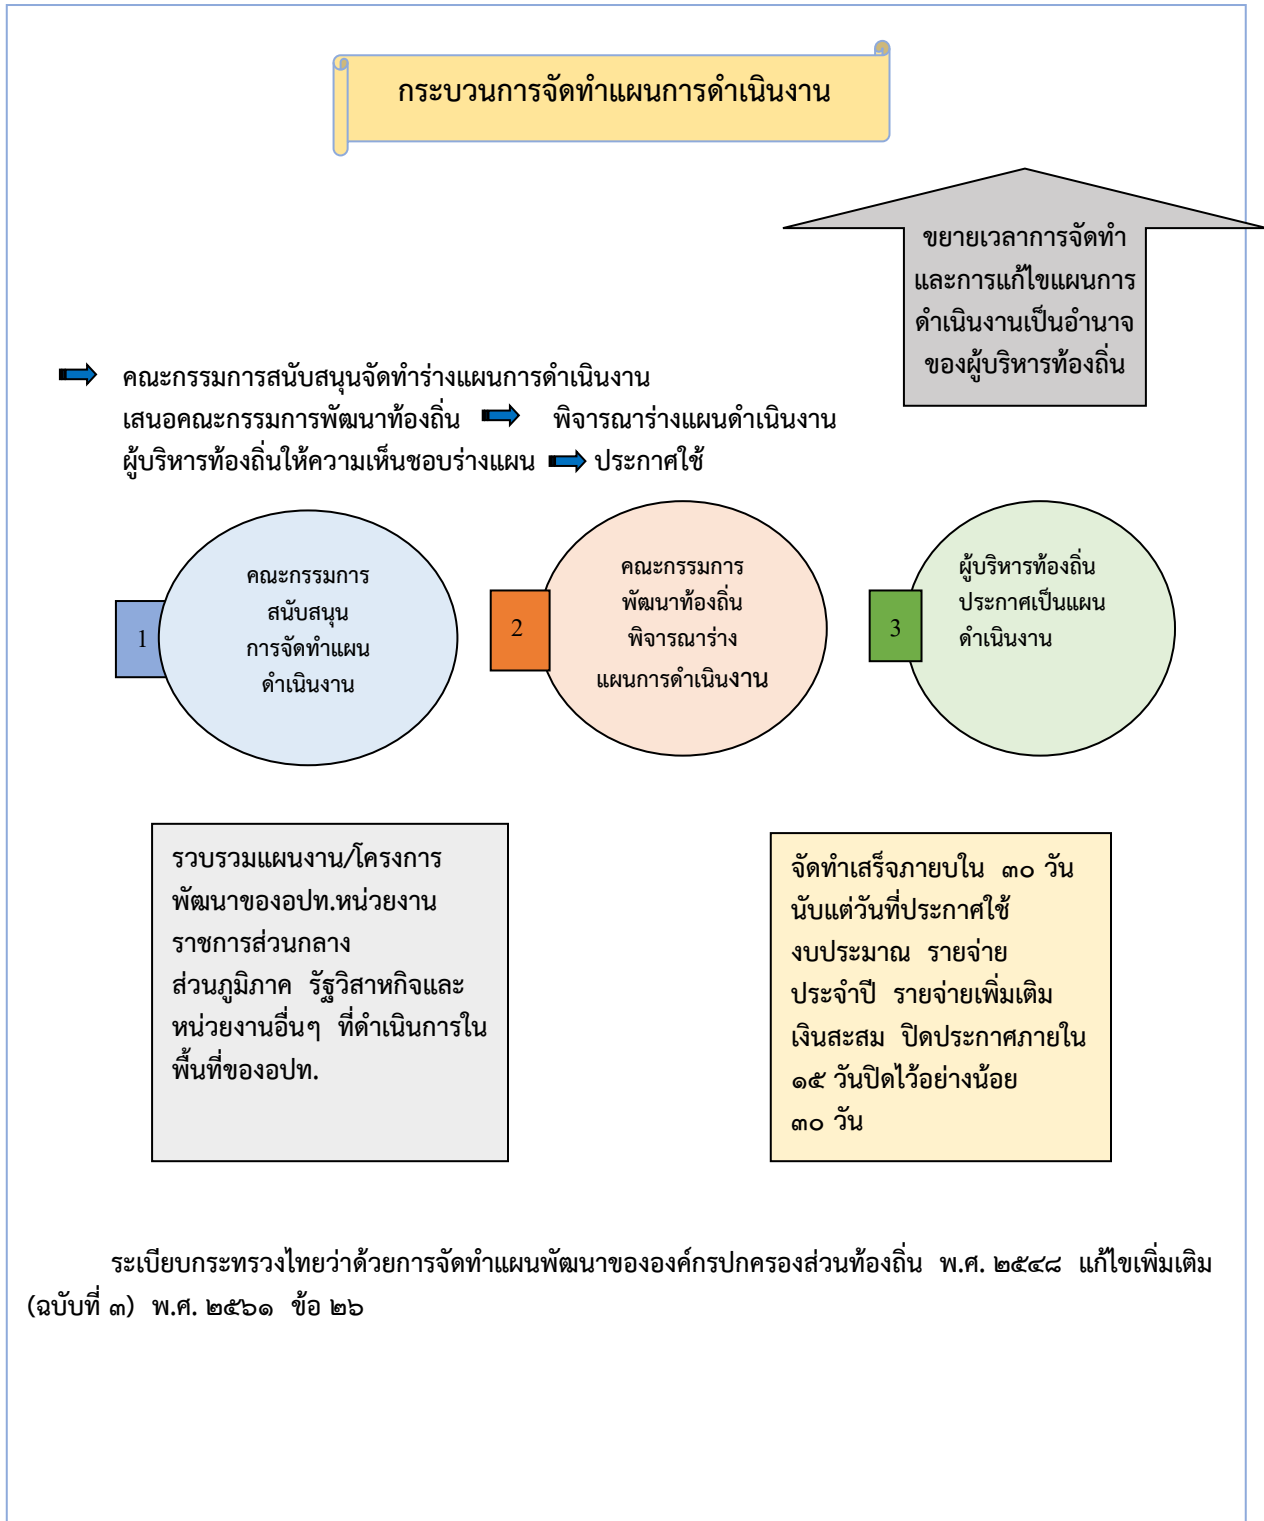 กระบวนการจัดทำแผนการดำเนินงาน
ขยายเวลาการจัดทำ
และการแก้ไขแผนการ
ดำเนินงานเป็นอำนาจ
ของผู้บริหารท้องถิ่น
คณะกรรมการสนับสนุนจัดทำร่างแผนการดำเนินงาน
เสนอคณะกรรมการพัฒนาท้องถิ่น พิจารณาร่างแผนดำเนินงาน
ผู้บริหารท้องถิ่นให้ความเห็นชอบร่างแผน ประกาศใช้
1
คณะกรรมการ
สนับสนุน
การจัดทำแผน
ดำเนินงาน
2
คณะกรรมการ
พัฒนาท้องถิ่น
พิจารณาร่าง
แผนการดำเนินงาน
3
ผู้บริหารท้องถิ่น
ประกาศเป็นแผน
ดำเนินงาน
รวบรวมแผนงาน/โครงการ
พัฒนาของอปท.หน่วยงาน
ราชการส่วนกลาง
ส่วนภูมิภาค รัฐวิสาหกิจและ
หน่วยงานอื่นๆ ที่ดำเนินการใน
พื้นที่ของอปท.
จัดทำเสร็จภายบใน ๓๐ วัน
นับแต่วันที่ประกาศใช้
งบประมาณ รายจ่าย
ประจำปี รายจ่ายเพิ่มเติม
เงินสะสม ปิดประกาศภายใน
๑๕ วันปิดไว้อย่างน้อย
๓๐ วัน
ระเบียบกระทรวงไทยว่าด้วยการจัดทำแผนพัฒนาขององค์กรปกครองส่วนท้องถิ่น พ.ศ. ๒๕๔๘ แก้ไขเพิ่มเติม
(ฉบับที่ ๓) พ.ศ. ๒๕๖๑ ข้อ ๒๖